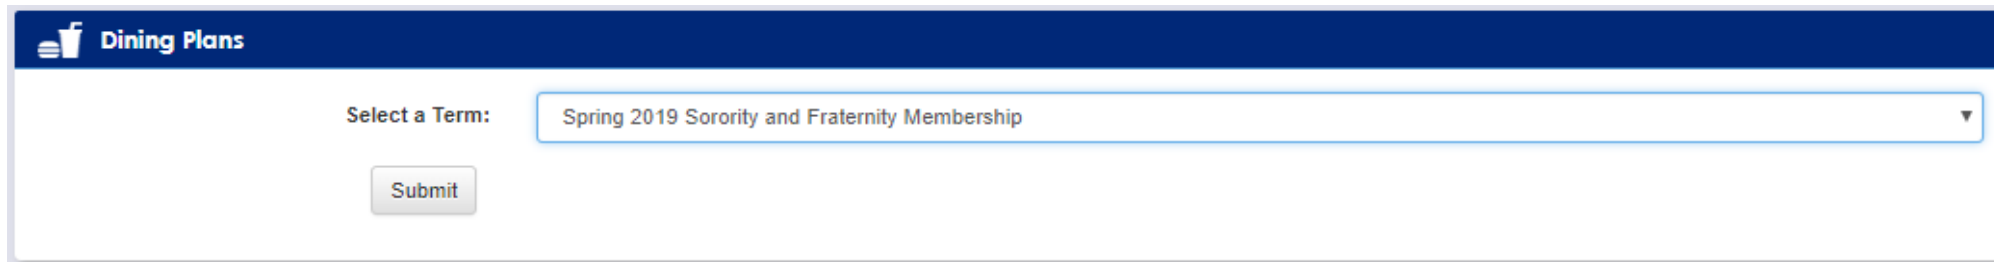 Dining Plans
Select a Term:
Spring 2019 Sorority and Fraternity Membership
Submit